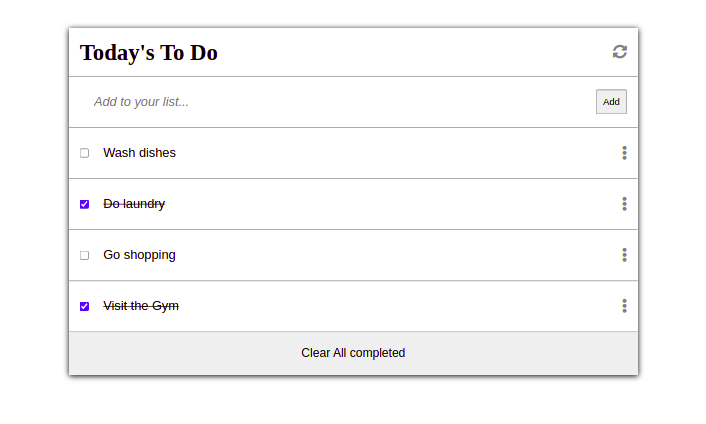 Today's To Do
Add to your list...
Add
Wash dishes
Do laundry
Go shopping
Visit the Gym
Clear All completed